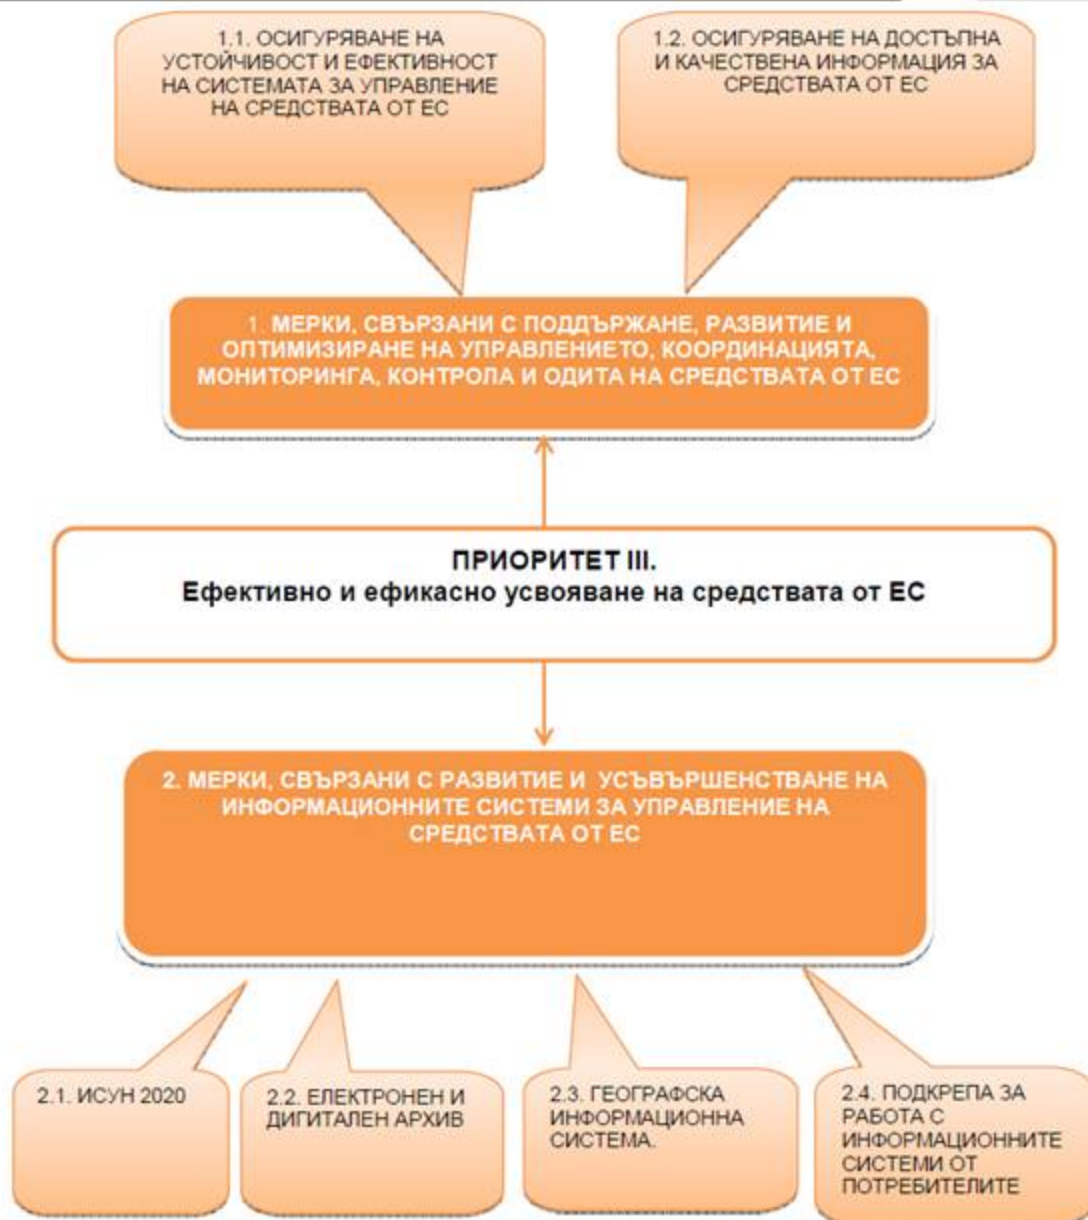 1.1. ОСИГУРЯВАНЕ НА
УСТОЙЧИВОСТ И ЕФЕКТИВНОСТ
НА СИСТЕМАТА ЗА УПРАВЛЕНИЕ
НА СРЕДСТВАТА ОТ ЕС
1.2. ОСИГУРЯВАНЕ НА ДОСТЪПНА
И КАЧЕСТВЕНА ИНФОРМАЦИЯ ЗА
СРЕДСТВАТА ОТ ЕС
1. МЕРКИ, СВЪРЗАНИ С ПОДДЪРЖАНЕ, РАЗВИТИЕ И
ОПТИМИЗИРАНЕ НА УПРАВЛЕНИЕТО, КООРДИНАЦИЯТА,
МОНИТОРИНГА, КОНТРОЛА И ОДИТА НА СРЕДСТВАТА ОТ ЕС
ПРИОРИТЕТ III.
Ефективно и ефикасно усвояване на средствата от ЕС
2. МЕРКИ, СВЪРЗАНИ С РАЗВИТИЕ И УСЪВЪРШЕНСТВАНЕ НА
ИНФОРМАЦИОННИТЕ СИСТЕМИ ЗА УПРАВЛЕНИЕ НА
СРЕДСТВАТА ОТ ЕС
2.1. ИСУН 2020
2.2. ЕЛЕКТРОНЕН И
ДИГИТАЛЕН АРХИВ
2.3. ГЕОГРАФСКА
ИНФОРМАЦИОННА
СИСТЕМА.
2.4. ПОДКРЕПА ЗА
РАБОТА С
ИНФОРМАЦИОННИТЕ
СИСТЕМИ ОТ
ПОТРЕБИТЕЛИТЕ